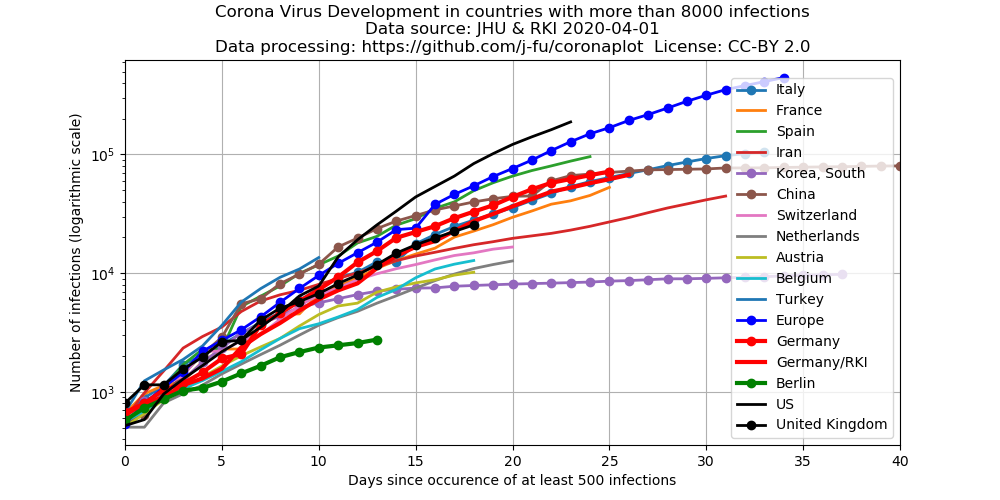 Corona Virus Development in countries with more than 8000 infections
Data source: JHU & RKI 2020-04-01
Data processing: https://github.com/j-fu/coronaplot License: CC-BY 2.0
Number of infections (logarithmic scale)
10^5
10^4
10^3
Italy
France
Spain
Iran
Korea, South
China
Switzerland
Netherlands
Austria
Belgium
Turkey
Europe
Germany
Germany/RKI
Berlin
US
United Kingdom
0 5 10 15 20 25 30 35 40
Days since occurence of at least 500 infections